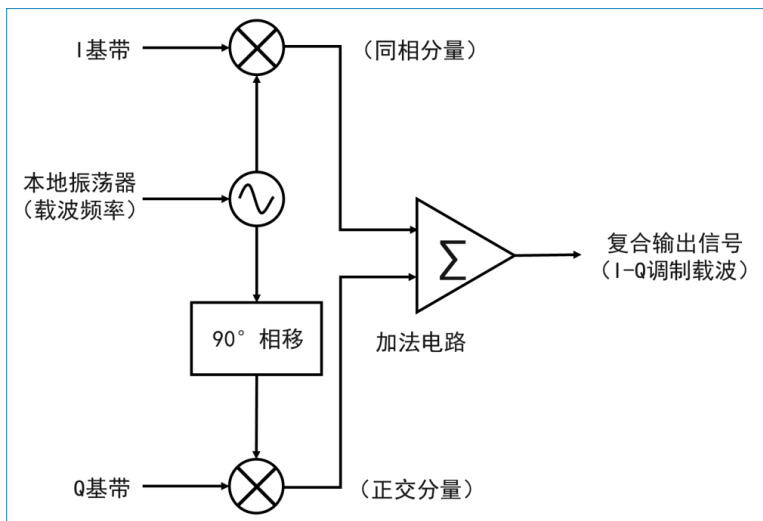 I基带
（同相分量）
本地振荡器
（载波频率）
Σ
复合输出信号
（I-Q调制载波）
90° 相移
加法电路
Q基带
（正交分量）